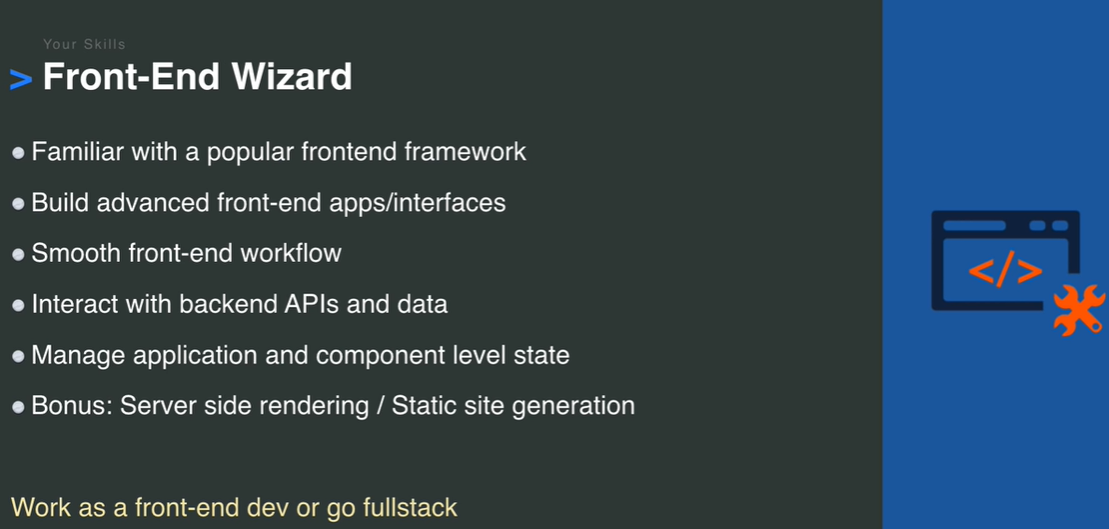 Your Skills
> Front-End Wizard
Familiar with a popular frontend framework
Build advanced front-end apps/interfaces
Smooth front-end workflow
Interact with backend APIs and data
Manage application and component level state
Bonus: Server side rendering / Static site generation
</>
Work as a front-end dev or go fullstack